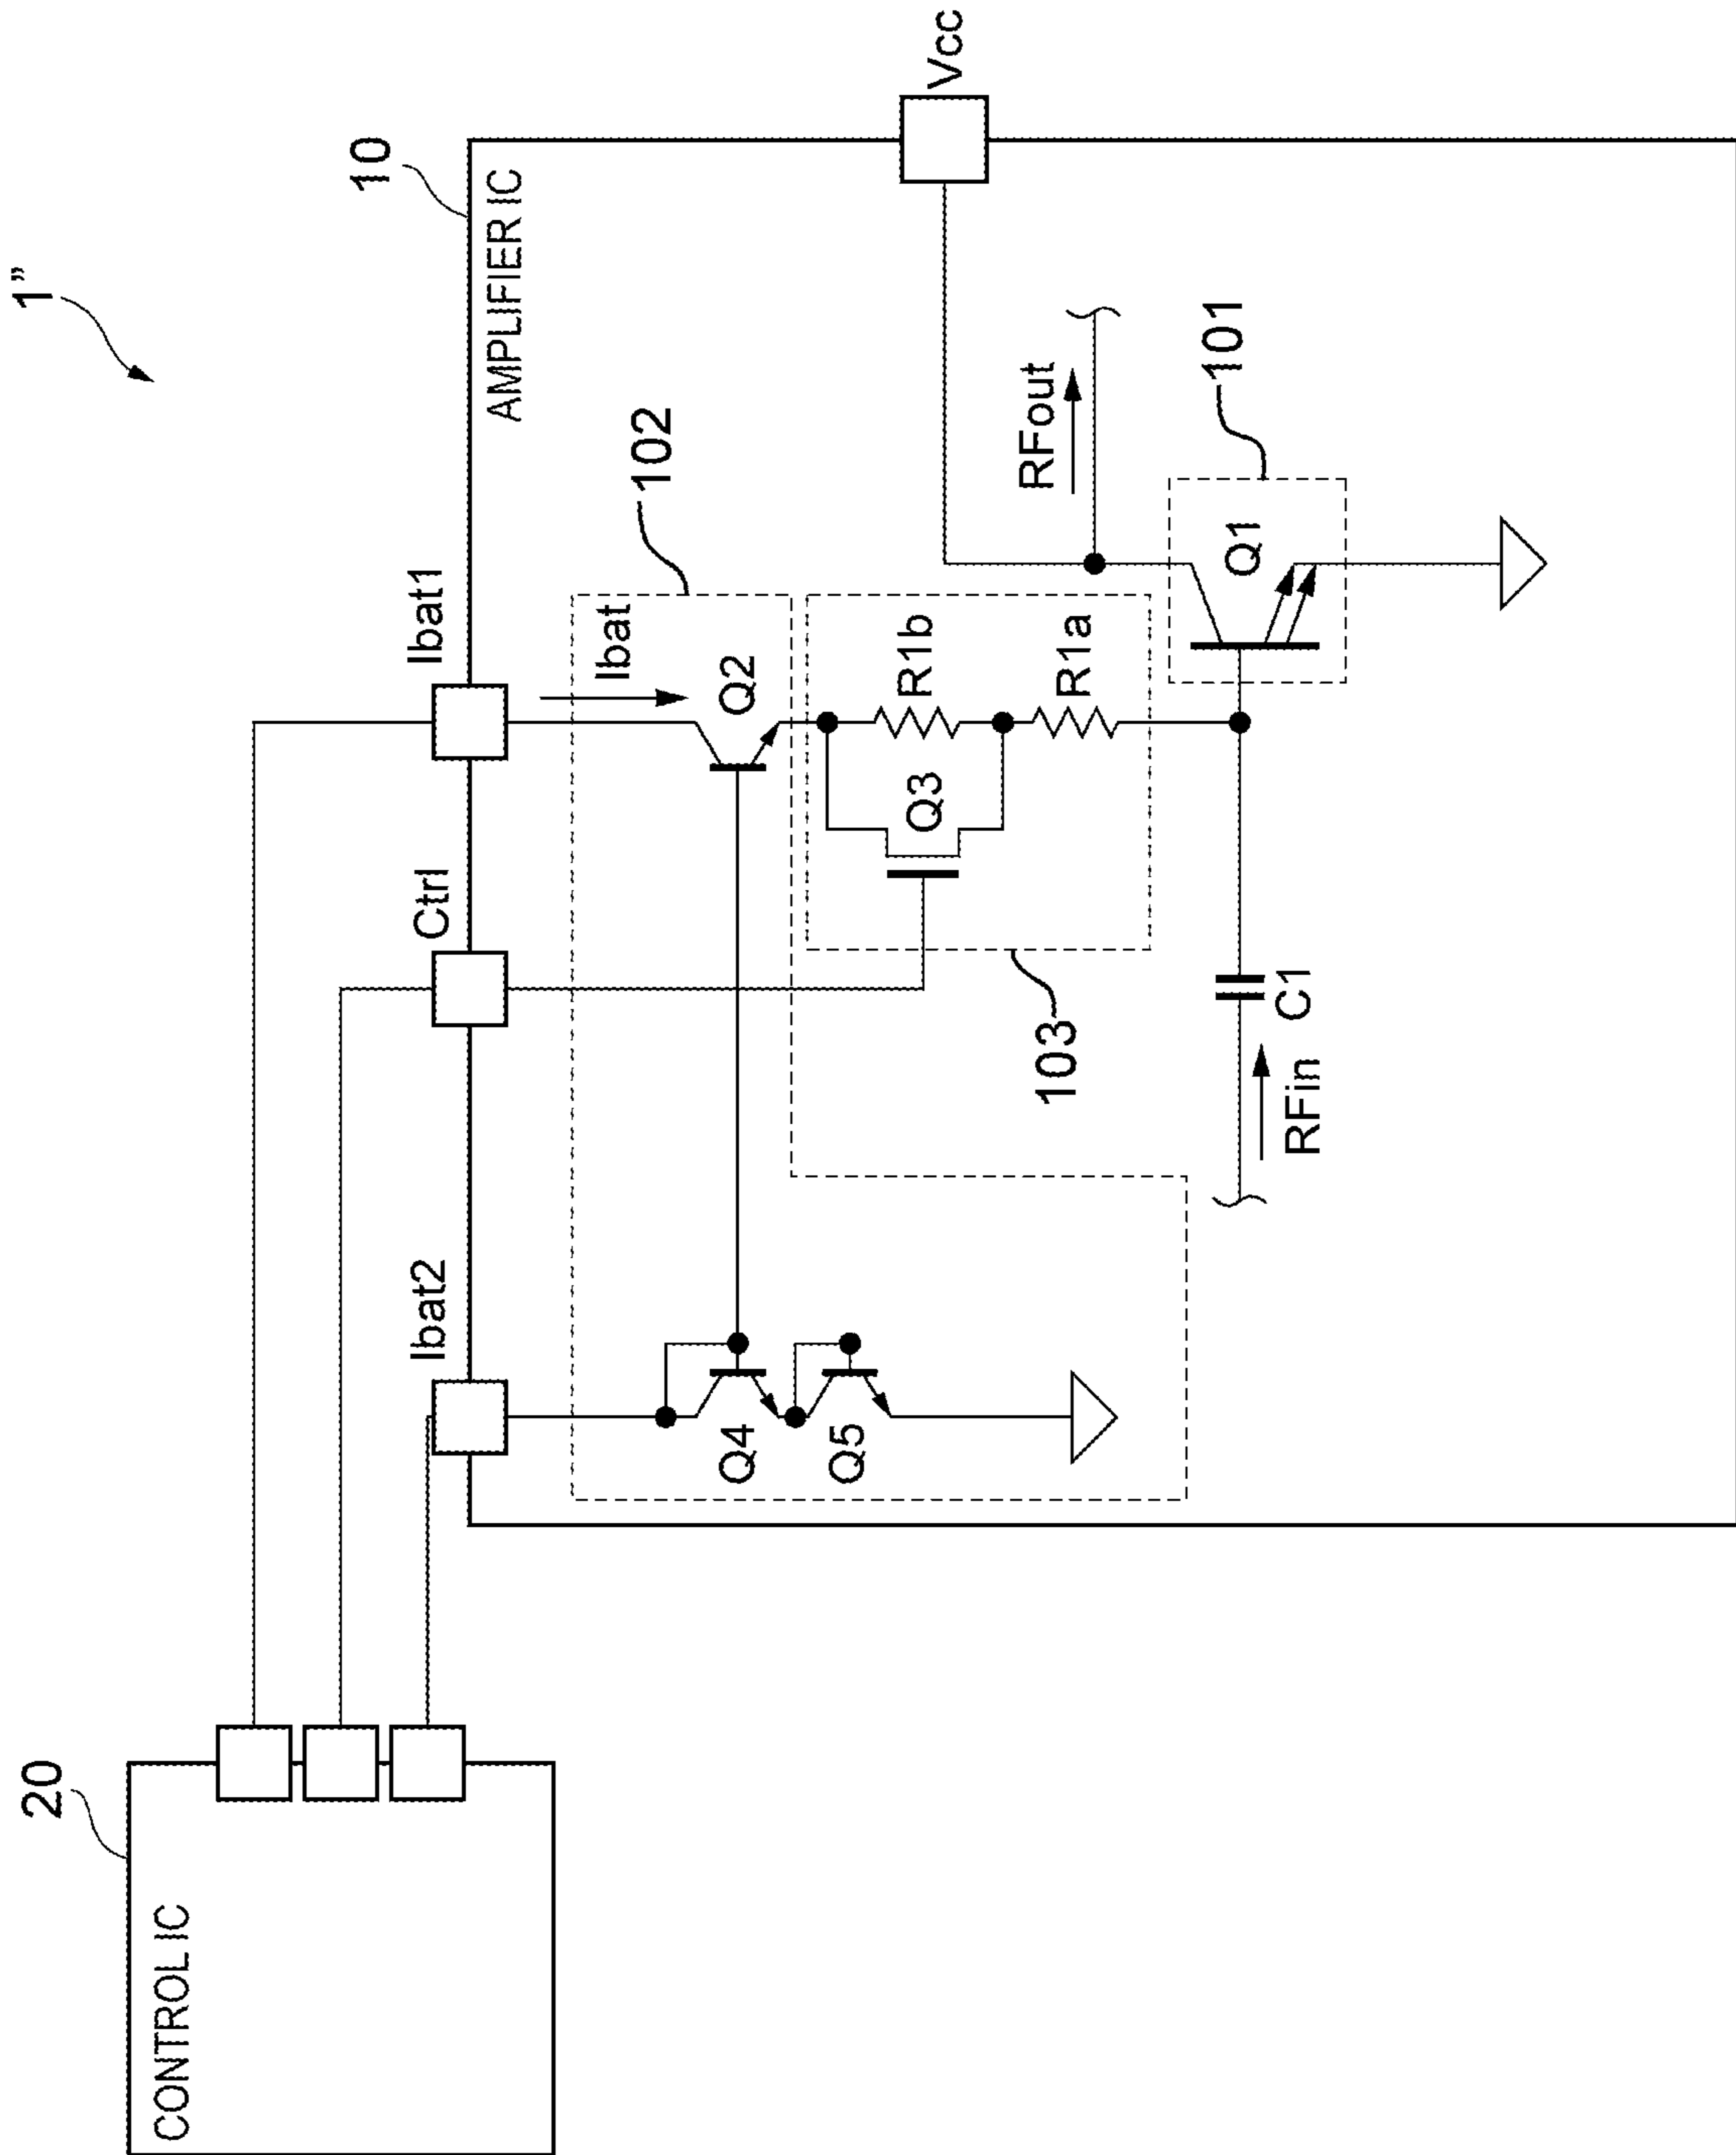 1”
20
CONTROL IC
10
AMPLIFIER IC
Ibat2
Ctrl
Ibat1
Vcc
102
Ibat
Q4
Q2
Q5
Q3
R1b
R1a
103
RFout
101
Q1
RFin
C1